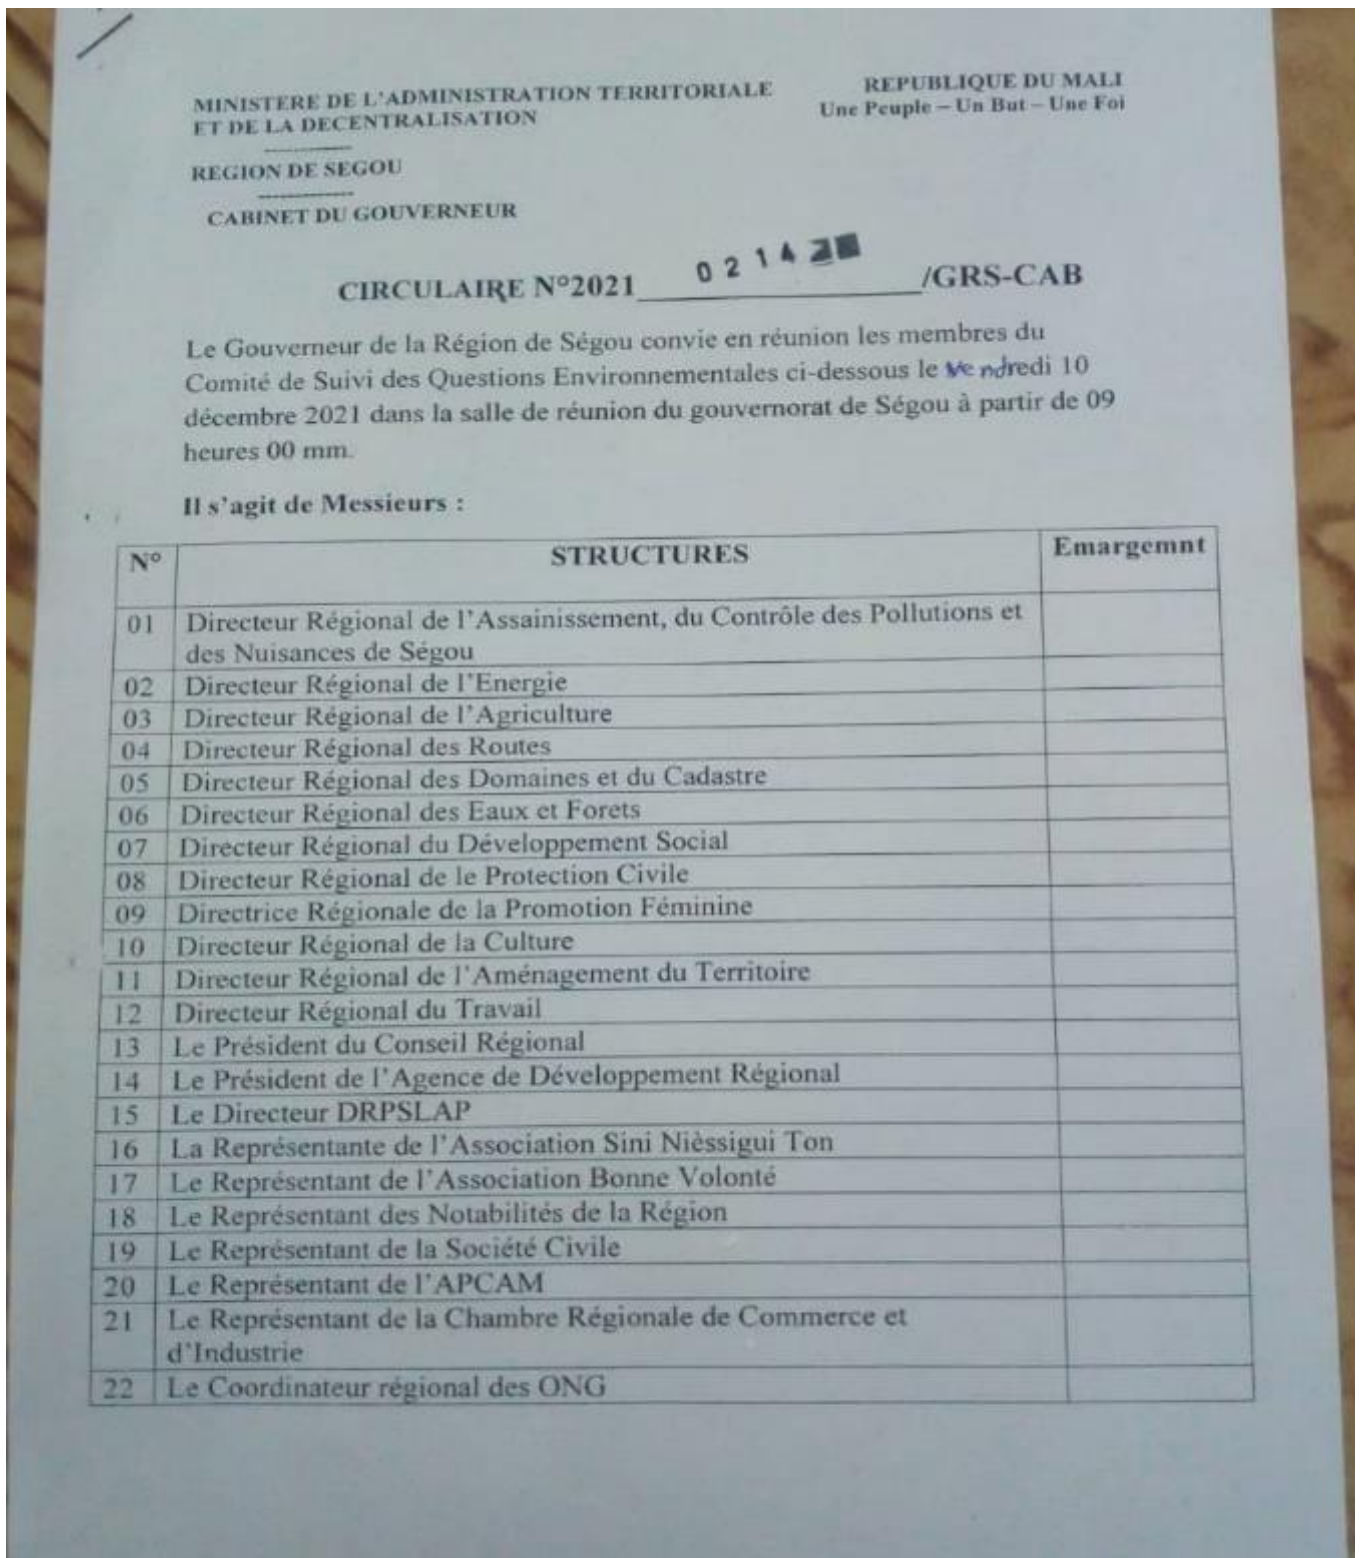 MINISTERE DE L'ADMINISTRATION TERRITORIALE
ET DE LA DECENTRALISATION
REPUBLIQUE DU MALI
Une Peuple – Un But – Une Foi
REGION DE SEGOU
CABINET DU GOUVERNEUR
CIRCULAIRE N°2021 0214 /GRS-CAB
Le Gouverneur de la Région de Ségou convie en réunion les membres du
Comité de Suivi des Questions Environnementales ci-dessous le Vendredi 10
décembre 2021 dans la salle de réunion du gouvernorat de Ségou à partir de 09
heures 00 mm.
Il s'agit de Messieurs :
N° STRUCTURES Emargemnt
01 Directeur Régional de l'Assainissement, du Contrôle des Pollutions et
des Nuisances de Ségou
02 Directeur Régional de l'Energie
03 Directeur Régional de l'Agriculture
04 Directeur Régional des Routes
05 Directeur Régional des Domaines et du Cadastre
06 Directeur Régional des Eaux et Forets
07 Directeur Régional du Développement Social
08 Directeur Régional de le Protection Civile
09 Directrice Régionale de la Promotion Féminine
10 Directeur Régional de la Culture
11 Directeur Régional de l'Aménagement du Territoire
12 Directeur Régional du Travail
13 Le Président du Conseil Régional
14 Le Président de l'Agence de Développement Régional
15 Le Directeur DRPSLAP
16 La Représentante de l'Association Sini Nièssigui Ton
17 Le Représentant de l'Association Bonne Volonté
18 Le Représentant des Notabilités de la Région
19 Le Représentant de la Société Civile
20 Le Représentant de l'APCAM
21 Le Représentant de la Chambre Régionale de Commerce et
d'Industrie
22 Le Coordinateur régional des ONG